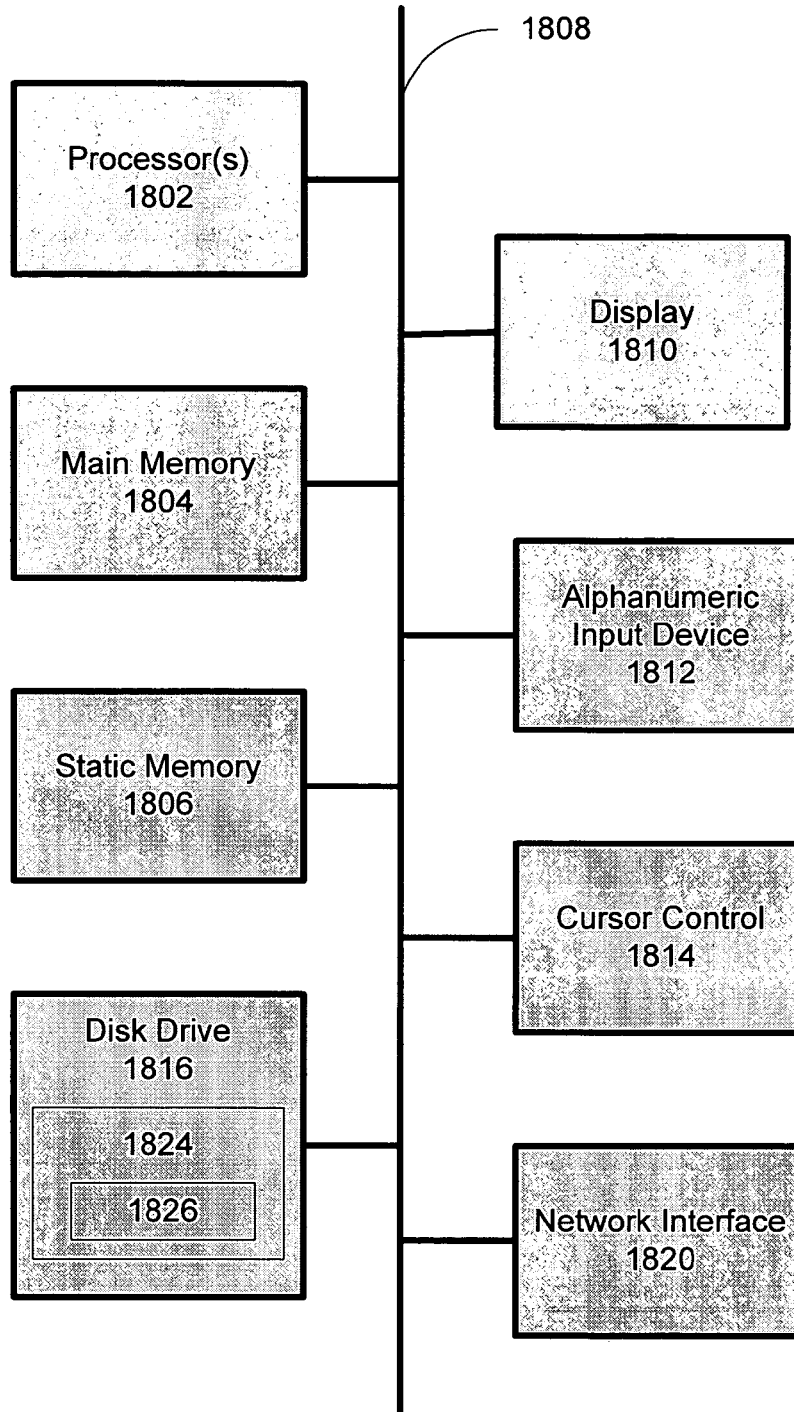 1808
Processor(s)
1802
Display
1810
Main Memory
1804
Alphanumeric
Input Device
1812
Static Memory
1806
Cursor Control
1814
Disk Drive
1816
1824
1826
Network Interface
1820